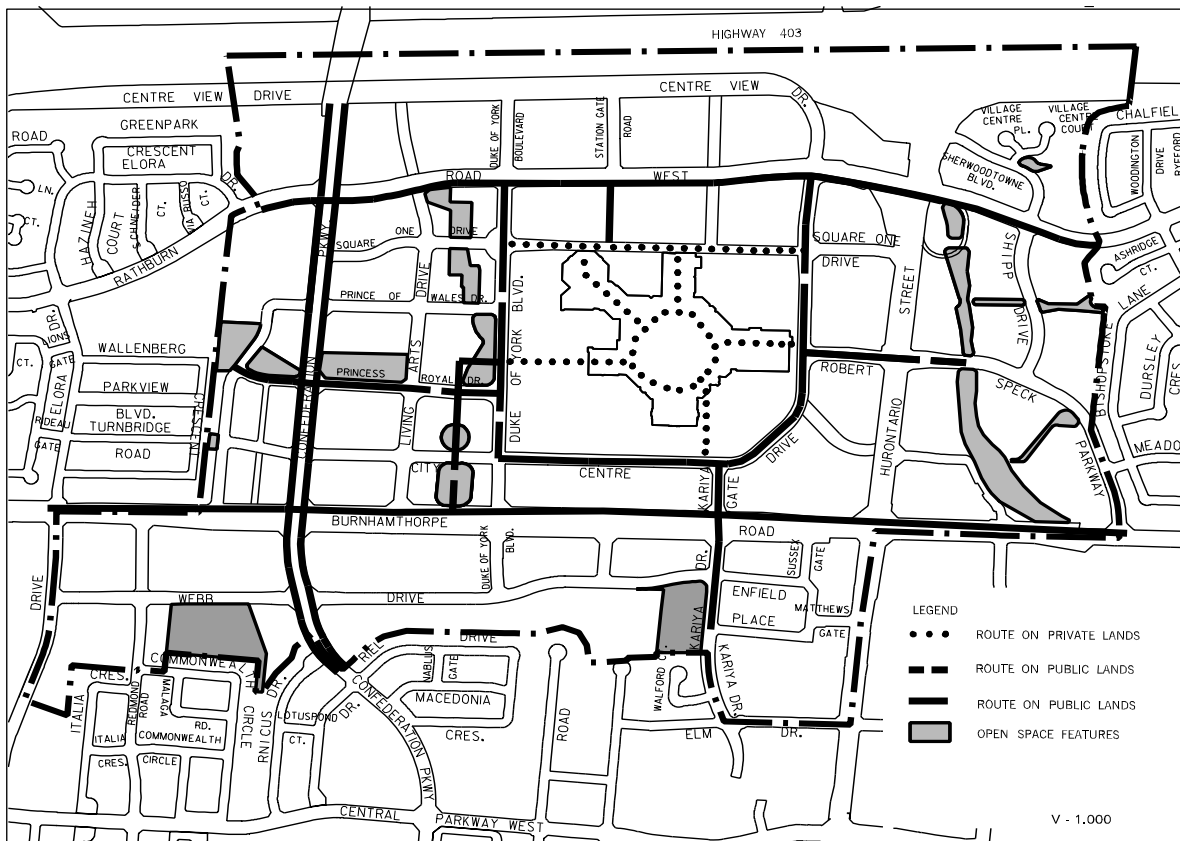 HIGHWAY 403
CENTRE VIEW DRIVE
CENTRE VIEW DR.
GREENPARK
ROAD
CRESCENT
ELORA
DR.
DUKE OF YORK
BOULEVARD
STATION GATE
ROAD
VILLAGE
CENTRE
PL.
VILLAGE
CENTRE
COURT
CHALFIEL
SHERWOODTOWNE
BLVD.
WOODINGTON
DRIVE
LN.
CT.
HAZINEH
COURT
SCHNEIDER
CT.
VIA RUSSO
CT.
RATHBURN
ROAD
WEST
PKWY
SQUARE ONE DRIVE
SQUARE ONE
DRIVE
SHIPP
DRIVE
ASHRIDGE
CT.
LANE
PRINCE OF
WALES DR.
DRIVE
ARTS
LIVING
DUKE OF YORK BLVD.
STREET
HURONTARIO
BISHOPSTOKE
DURSLEY
CRES.
LIONS
GATE
DR.
ELORA
CT.
WALLENBERG
PARKVIEW
BLVD.
TURNBRIDGE
ROAD
RIDEAU
GATE
CRESCENT
CONFEDERATION
PRINCESS
ROYAL DR.
ROBERT
SPECK
PARKWAY
MEADO
CITY
CENTRE
DRIVE
KARIYA
GATE
BURNHAMTHORPE
ROAD
DUKE OF YORK
BLVD.
DR.
KARIYA
SUSSEX
GATE
ENFIELD
PLACE
MATTHEWS
GATE
DRIVE
WEBB
DRIVE
COMMONWEALTH
CIRCLE
CRES.
ITALIA
REDMOND
ROAD
MALAGA
RD.
COMMONWEALTH
ITALIA
CRES.
CIRCLE
DR.
LOTUSPOND
CT.
DR.
RIEL
DRIVE
NABLUS
GATE
MACEDONIA
CRES.
CONFEDERATION PKWY
ROAD
WALFORD
KARIYA DR.
ELM
DR.
CENTRAL
PARKWAY WEST
LEGEND
ROUTE ON PRIVATE LANDS
ROUTE ON PUBLIC LANDS
ROUTE ON PUBLIC LANDS
OPEN SPACE FEATURES
V - 1.000